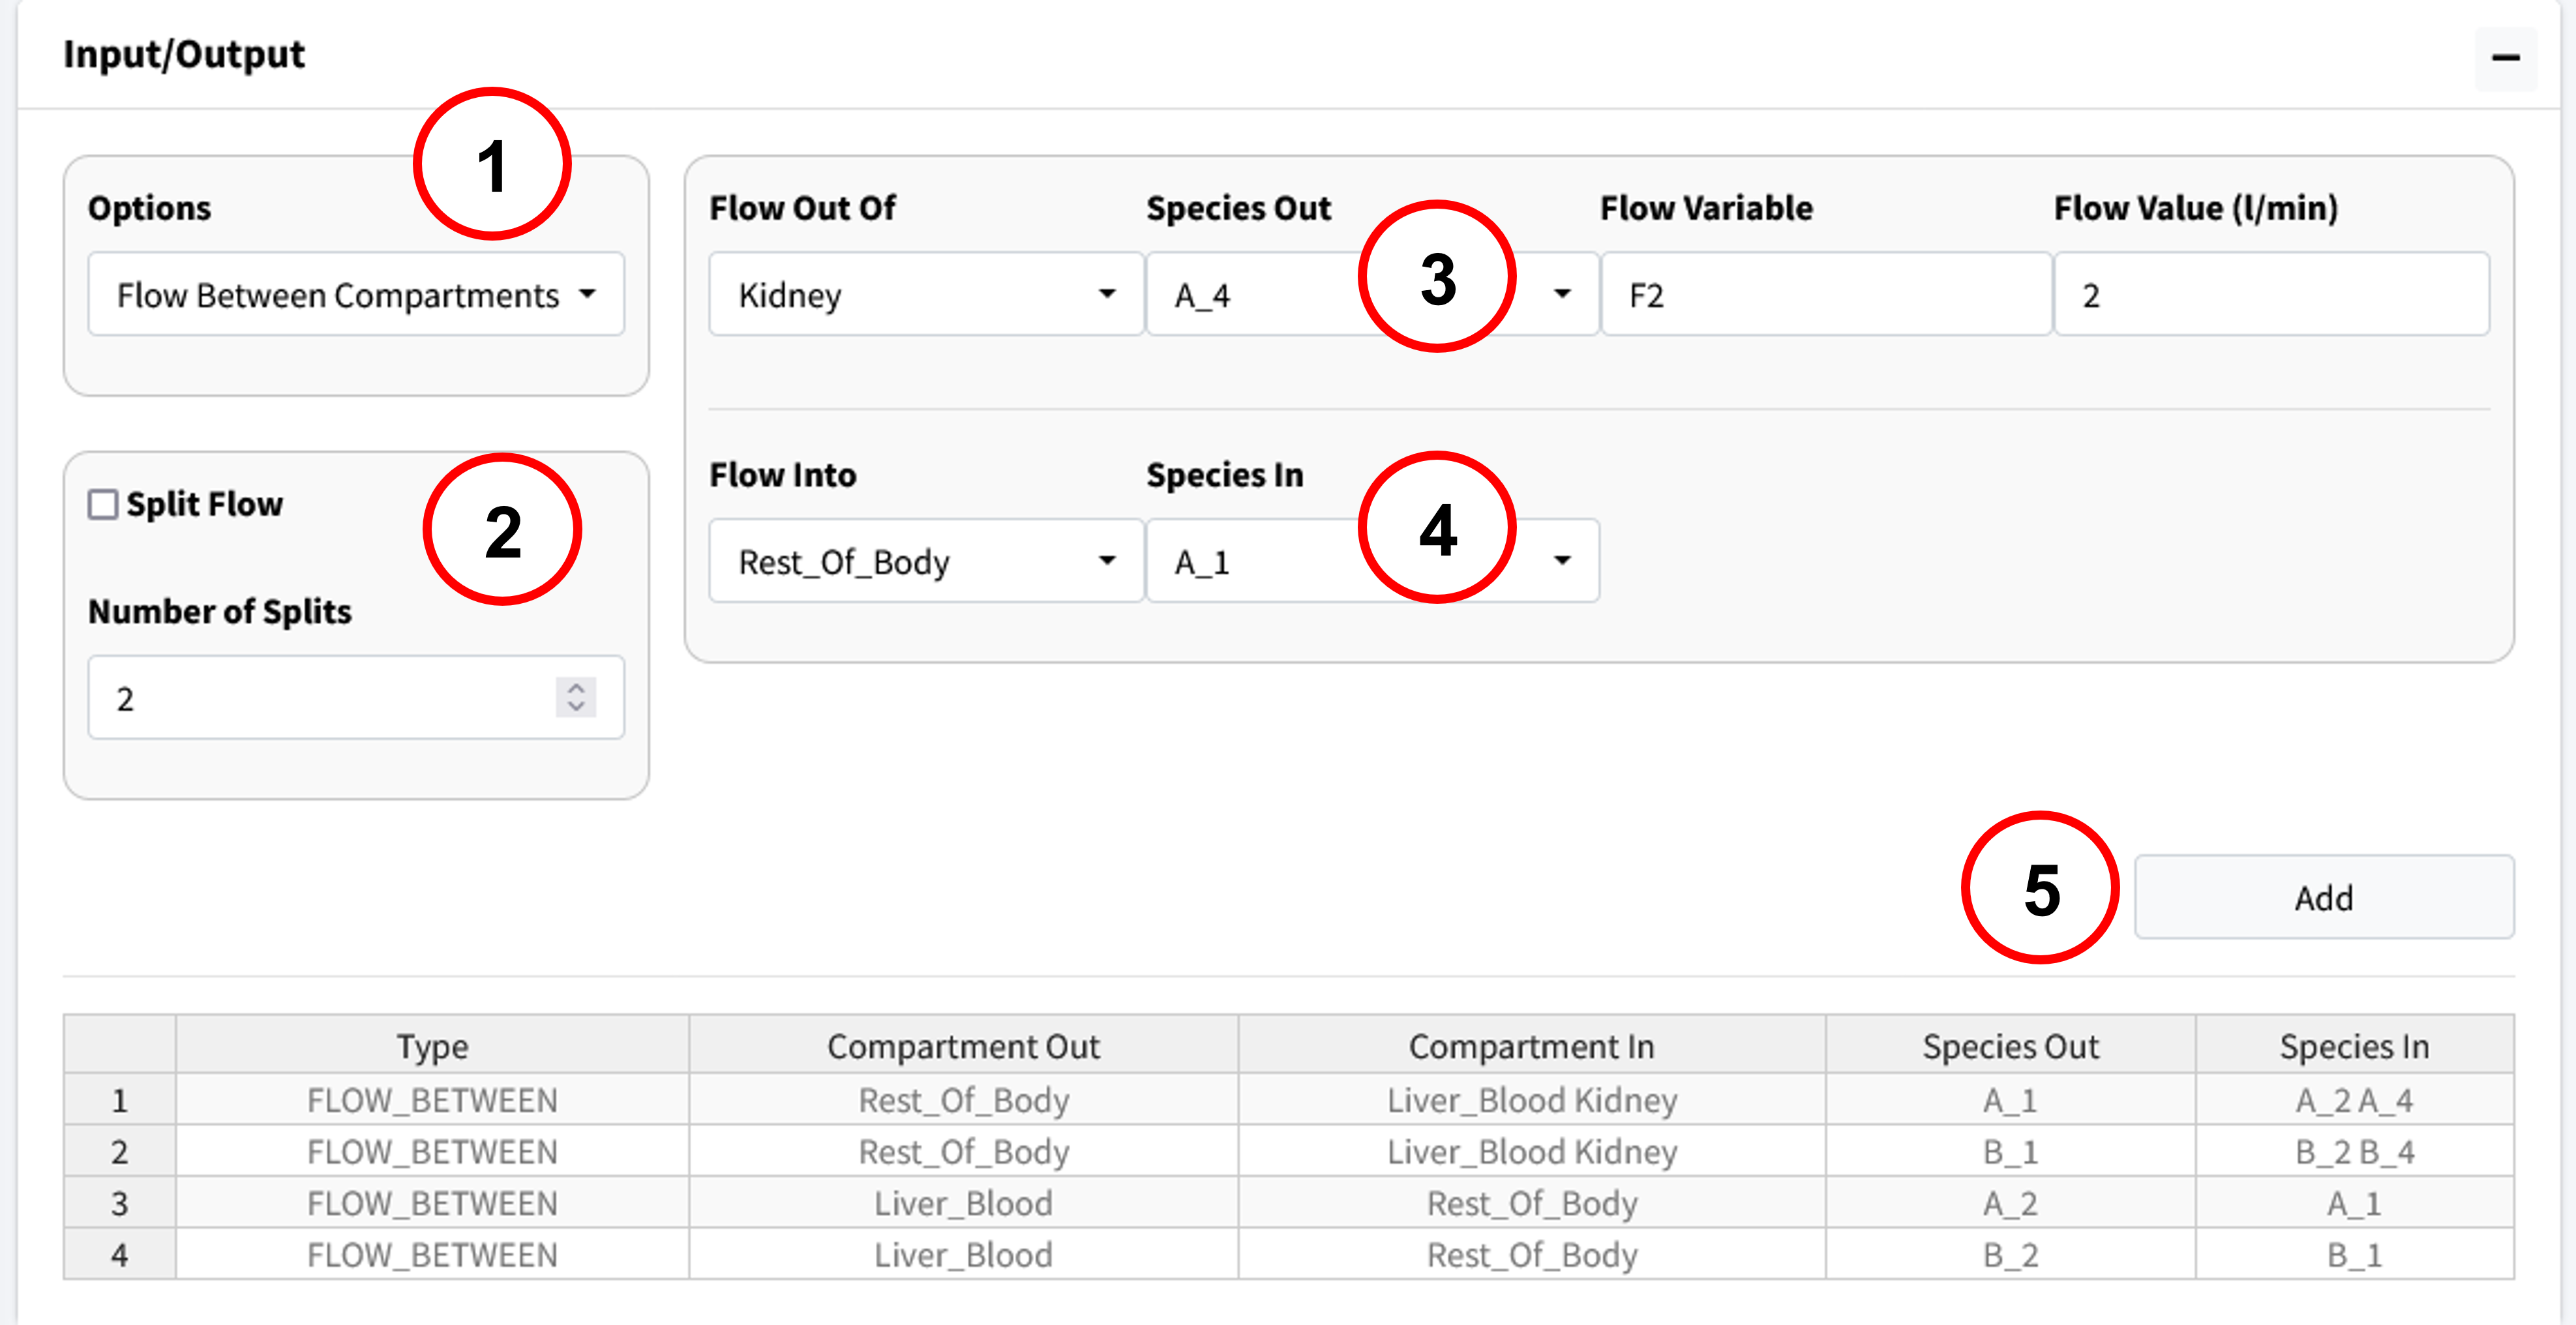 Input/Output
1
Options
Flow Between Compartments
2
Split Flow
Number of Splits
2
3
Flow Out Of Species Out Flow Variable Flow Value (l/min)
Kidney A_4 F2 2
4
Flow Into Species In
Rest_Of_Body A_1
5
Add
Type Compartment Out Compartment In Species Out Species In
1 FLOW_BETWEEN Rest_Of_Body Liver_Blood Kidney A_1 A_2 A_4
2 FLOW_BETWEEN Rest_Of_Body Liver_Blood Kidney B_1 B_2 B_4
3 FLOW_BETWEEN Liver_Blood Rest_Of_Body A_2 A_1
4 FLOW_BETWEEN Liver_Blood Rest_Of_Body B_2 B_1